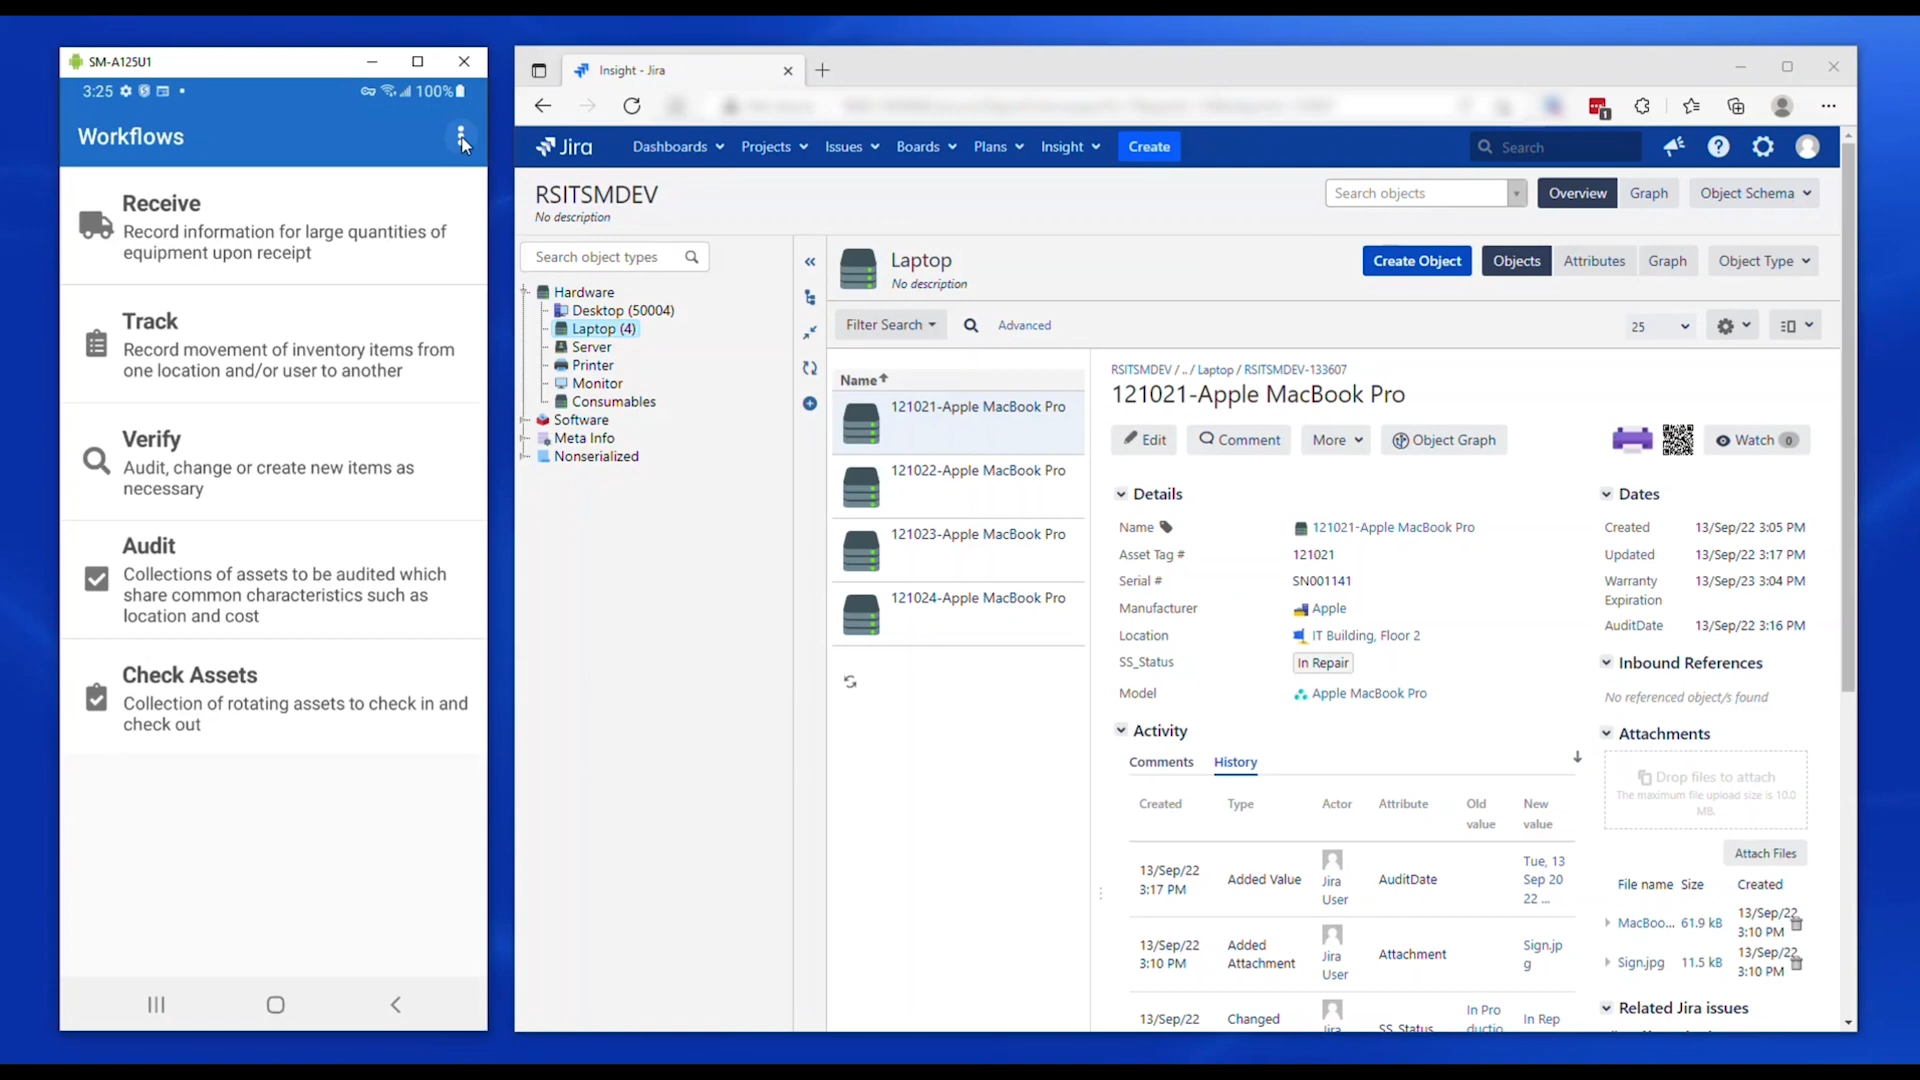 SM-A125U1
3:25
100%
Workflows
Receive
Record information for large quantities of
equipment upon receipt
Track
Record movement of inventory items from
one location and/or user to another
Verify
Audit, change or create new items as
necessary
Audit
Collections of assets to be audited which
share common characteristics such as
location and cost
Check Assets
Collection of rotating assets to check in and
check out
Insight - Jira
1
Jira
Dashboards
Projects
Issues
Boards
Plans
Insight
Create
Search
RSITSMDEV
No description
Search objects
Overview
Graph
Object Schema
Search object types
Hardware
Desktop (50004)
Laptop (4)
Server
Printer
Monitor
Consumables
Software
Meta Info
Nonserialized
Laptop
No description
Create Object
Objects
Attributes
Graph
Object Type
Filter Search
Advanced
25
Name
121021-Apple MacBook Pro
121022-Apple MacBook Pro
121023-Apple MacBook Pro
121024-Apple MacBook Pro
RSITSMDEV / .. / Laptop / RSITSMDEV-133607
121021-Apple MacBook Pro
Edit
Comment
More
Object Graph
Watch 0
Details
Name 121021-Apple MacBook Pro
Asset Tag # 121021
Serial # SN001141
Manufacturer Apple
Location IT Building, Floor 2
SS_Status In Repair
Model Apple MacBook Pro
Activity
Comments History
Created Type Actor Attribute Old value New value
13/Sep/22 3:17 PM Added Value Jira User AuditDate Tue, 13 Sep 20 22 ...
13/Sep/22 3:10 PM Added Attachment Jira User Attachment Sign.jp g
13/Sep/22 Changed Jira SS_Status In Pro ductio In Rep
Dates
Created 13/Sep/22 3:05 PM
Updated 13/Sep/22 3:17 PM
Warranty Expiration 13/Sep/23 3:04 PM
AuditDate 13/Sep/22 3:16 PM
Inbound References
No referenced object/s found
Attachments
Drop files to attach
The maximum file upload size is 10.0
MB.
Attach Files
File name Size Created
MacBoo... 61.9 kB 13/Sep/22 3:10 PM
Sign.jpg 11.5 kB 13/Sep/22 3:10 PM
Related Jira issues